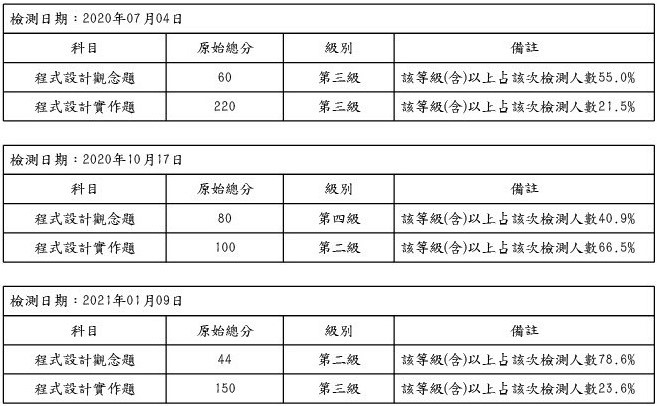 檢測日期：2020年07月04日
科目 原始總分 級別 備註
程式設計觀念題 60 第三級 該等級(含)以上占該次檢測人數55.0%
程式設計實作題 220 第三級 該等級(含)以上占該次檢測人數21.5%
檢測日期：2020年10月17日
科目 原始總分 級別 備註
程式設計觀念題 80 第四級 該等級(含)以上占該次檢測人數40.9%
程式設計實作題 100 第二級 該等級(含)以上占該次檢測人數66.5%
檢測日期：2021年01月09日
科目 原始總分 級別 備註
程式設計觀念題 44 第二級 該等級(含)以上占該次檢測人數78.6%
程式設計實作題 150 第三級 該等級(含)以上占該次檢測人數23.6%